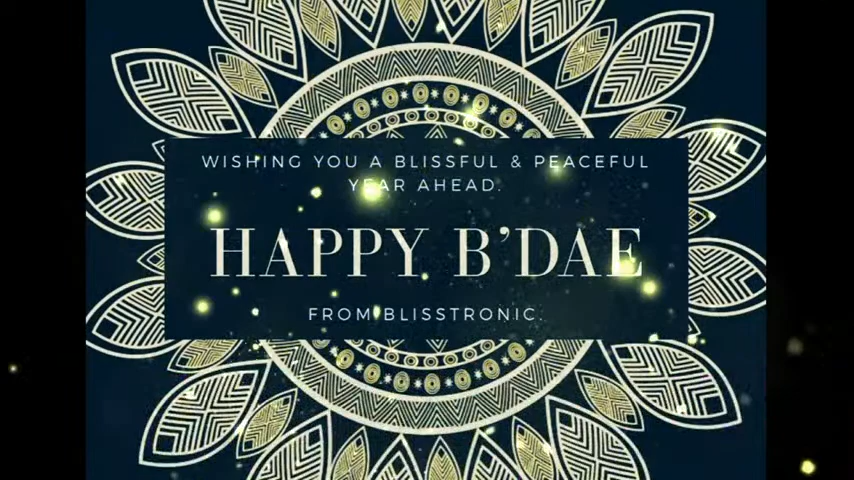 WISHING YOU A BLISSFUL & PEACEFUL
YEAR AHEAD.
HAPPY B'DAE
FROM BLISSTRONIC.